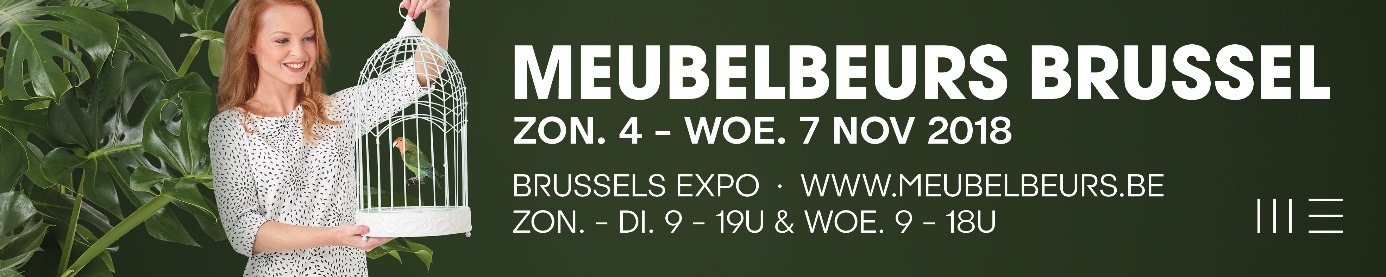 MEUBELBEURS BRUSSEL
ZON. 4 – WOE. 7 NOV 2018
BRUSSELS EXPO · WWW.MEUBELBEURS.BE
ZON. – DI. 9 – 19U & WOE. 9 – 18U